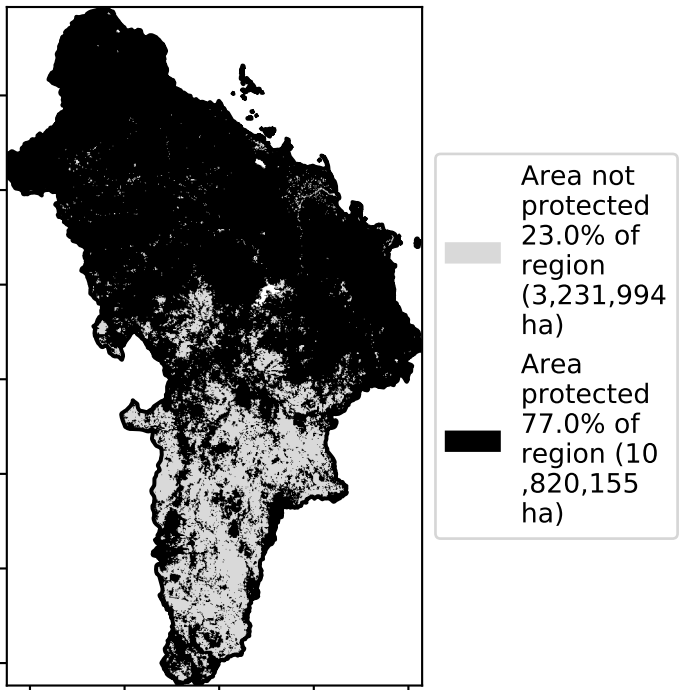 Area not
protected
23.0% of
region
(3,231,994
ha)
Area
protected
77.0% of
region (10
,820,155
ha)